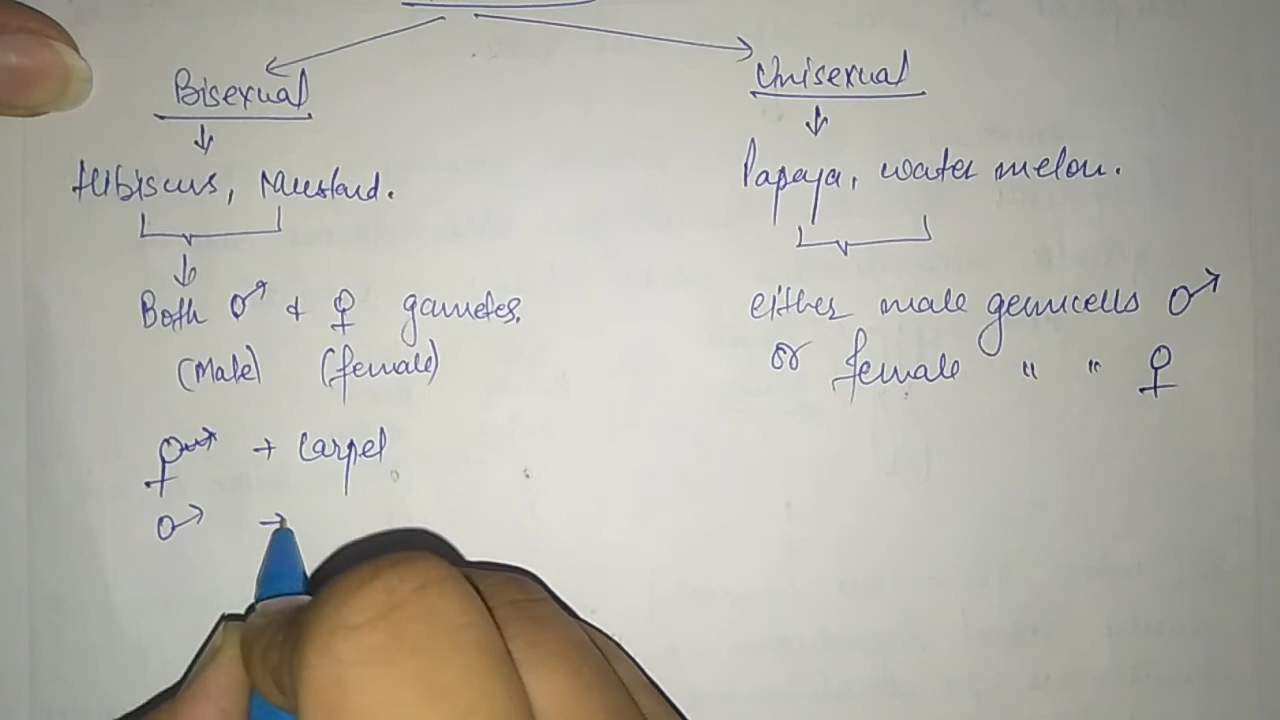 Bisexual
Unisexual
↓
↓
Hibiscus, Mustard.
Papaya, water melon.
↓
Both ♂ + ♀ gametes.
(Male) (female)
either male germcells ♂
or female " " ♀
♀ → Carpel
♂ →